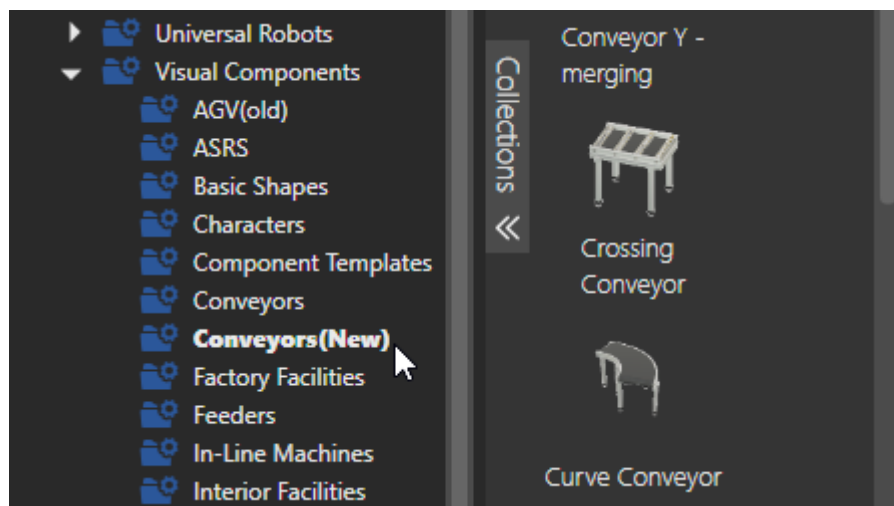 Universal Robots
Visual Components
AGV(old)
ASRS
Basic Shapes
Characters
Component Templates
Conveyors
Conveyors(New)
Factory Facilities
Feeders
In-Line Machines
Interior Facilities
Collections
Conveyor Y -
merging
Crossing
Conveyor
Curve Conveyor